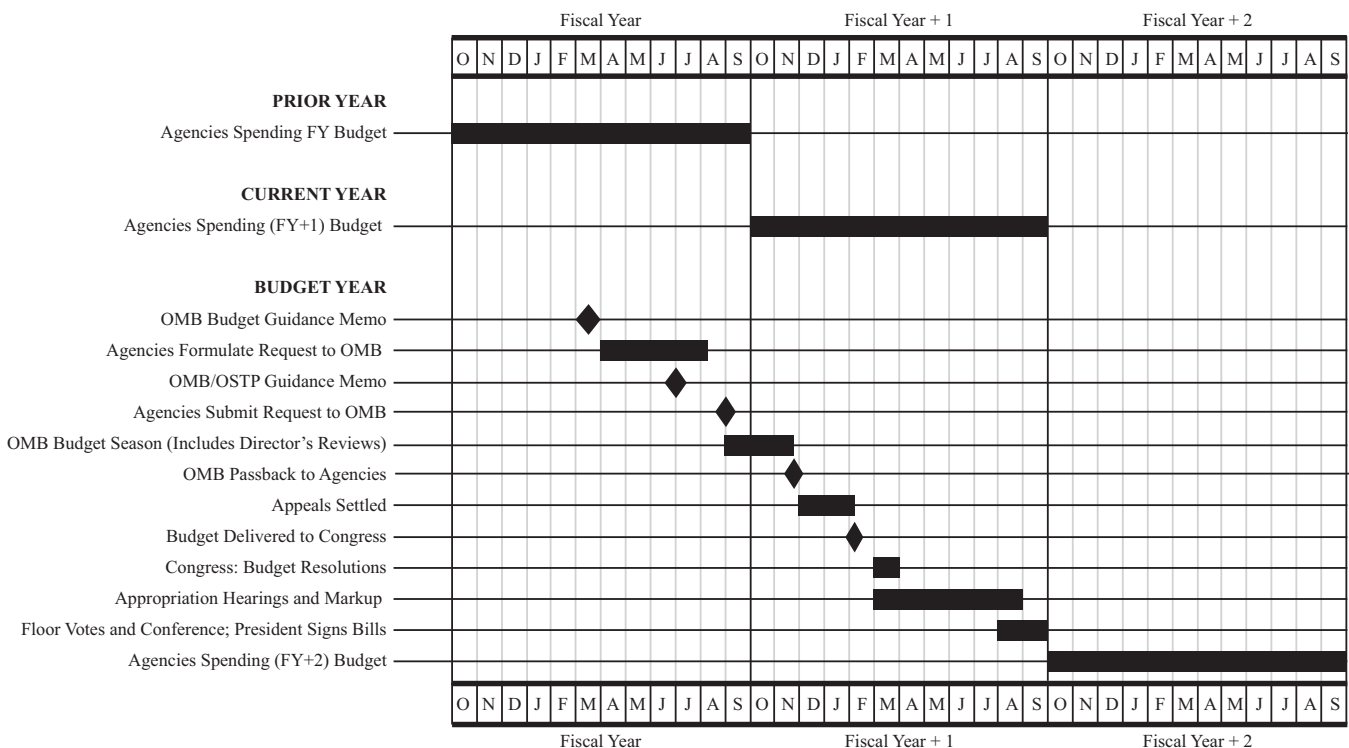 Fiscal Year Fiscal Year + 1 Fiscal Year + 2
O N D J F M A M J J A S O N D J F M A M J J A S O N D J F M A M J J A S
PRIOR YEAR
Agencies Spending FY Budget
CURRENT YEAR
Agencies Spending (FY+1) Budget
BUDGET YEAR
OMB Budget Guidance Memo
Agencies Formulate Request to OMB
OMB/OSTP Guidance Memo
Agencies Submit Request to OMB
OMB Budget Season (Includes Director’s Reviews)
OMB Passback to Agencies
Appeals Settled
Budget Delivered to Congress
Congress: Budget Resolutions
Appropriation Hearings and Markup
Floor Votes and Conference; President Signs Bills
Agencies Spending (FY+2) Budget
O N D J F M A M J J A S O N D J F M A M J J A S O N D J F M A M J J A S
Fiscal Year Fiscal Year + 1 Fiscal Year + 2